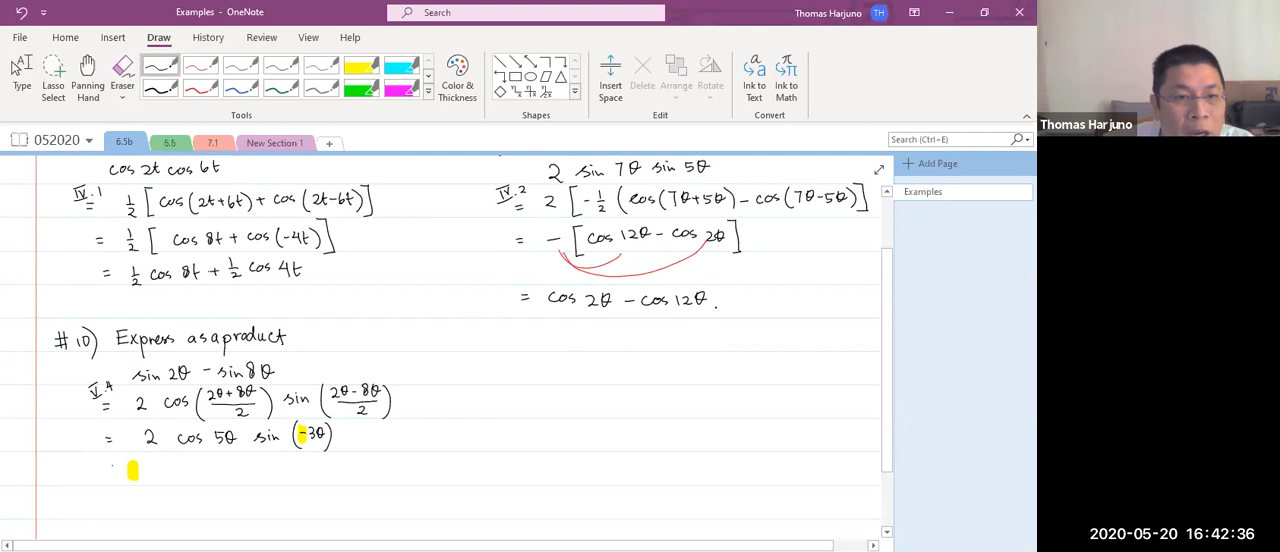 Examples - OneNote
Search
Thomas Harjuno
TH
File Home Insert Draw History Review View Help
Type
Lasso Select
Panning Hand
Eraser
Color & Thickness
Insert Space
Delete
Arrange
Rotate
Ink to Text
Ink to Math
Tools
Shapes
Edit
Convert
Thomas Harjuno
052020
6.5b
6.6
7.1
New Section 1
Search (Ctrl+E)
Add Page
Examples
cos 2t cos 6t
IV.1 = 1/2 [cos(2t+6t) + cos(2t-6t)]
= 1/2 [cos 8t + cos(-4t)]
= 1/2 cos 8t + 1/2 cos 4t
2 sin 7θ sin 5θ
IV.2 = 2 [-1/2 (cos(7θ+5θ) - cos(7θ-5θ)]
= - [cos 12θ - cos 2θ]
= cos 2θ - cos 12θ.
#10) Express as a product
sin 2θ - sin 8θ
V.4 = 2 cos((2θ+8θ)/2) sin((2θ-8θ)/2)
= 2 cos 5θ sin(-3θ)
2020-05-20 16:42:36